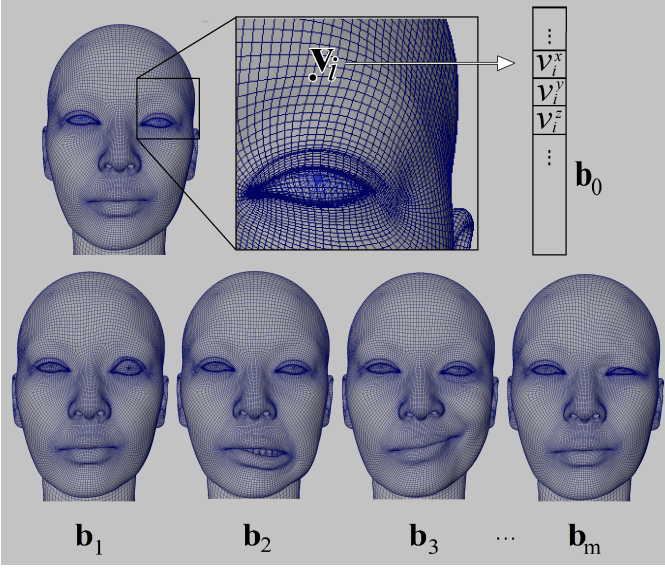 v_i
⋮
v_i^x
v_i^y
v_i^z
⋮
b_0
b_1 b_2 b_3 ... b_m